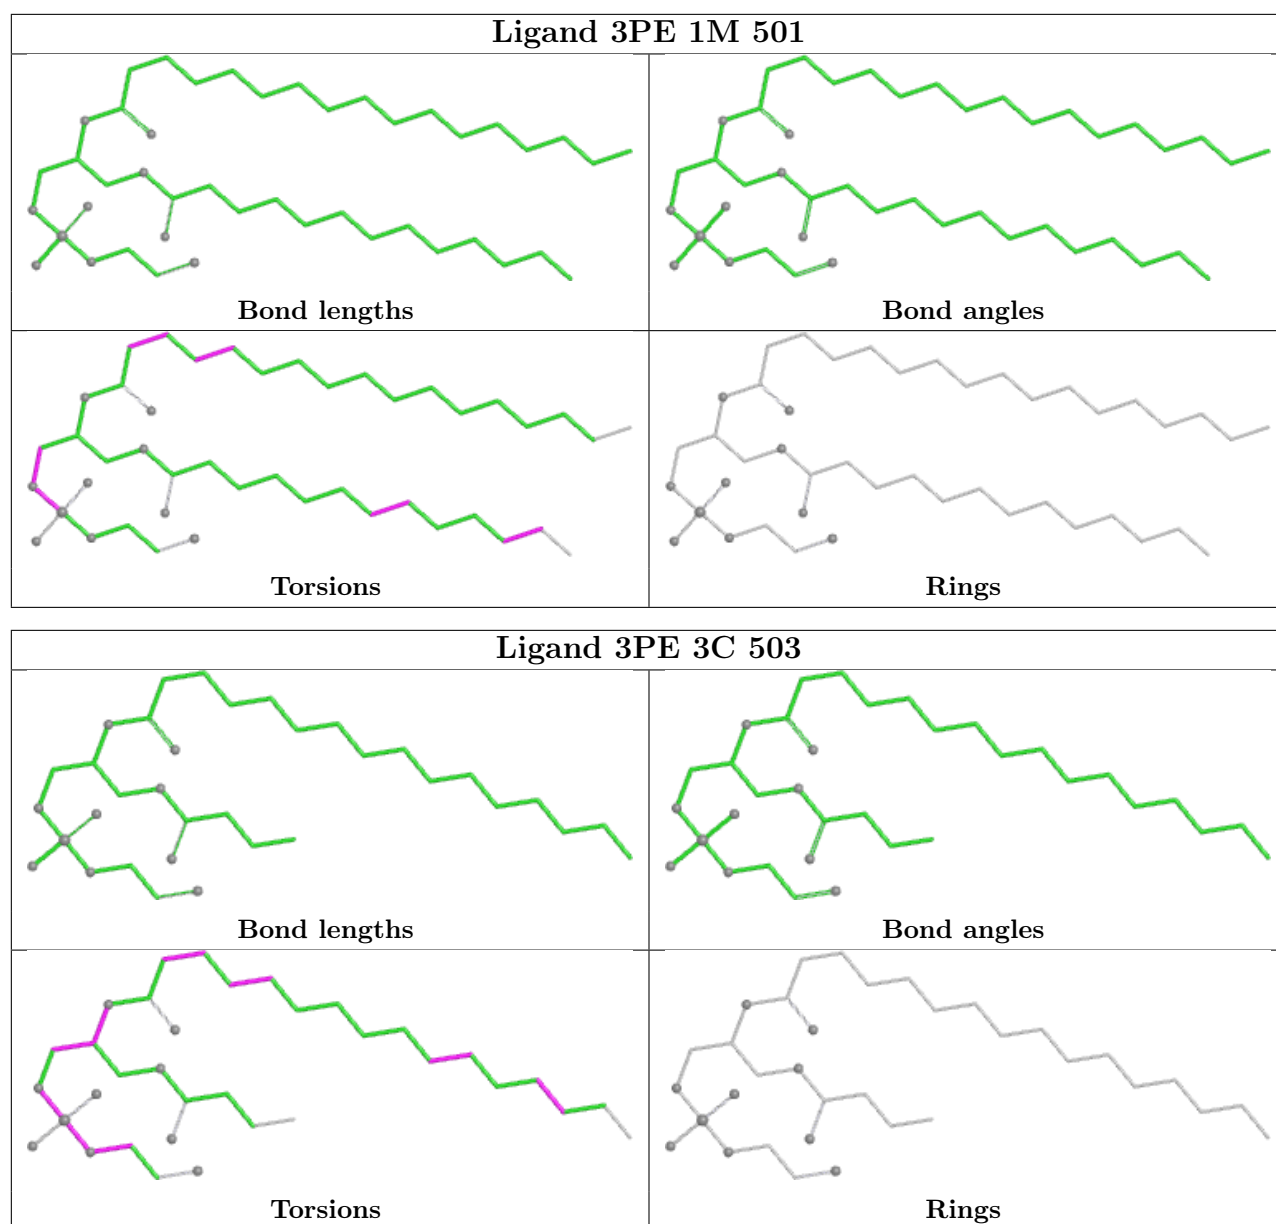 Ligand 3PE 1M 501
Bond lengths
Bond angles
Torsions
Rings
Ligand 3PE 3C 503
Bond lengths
Bond angles
Torsions
Rings